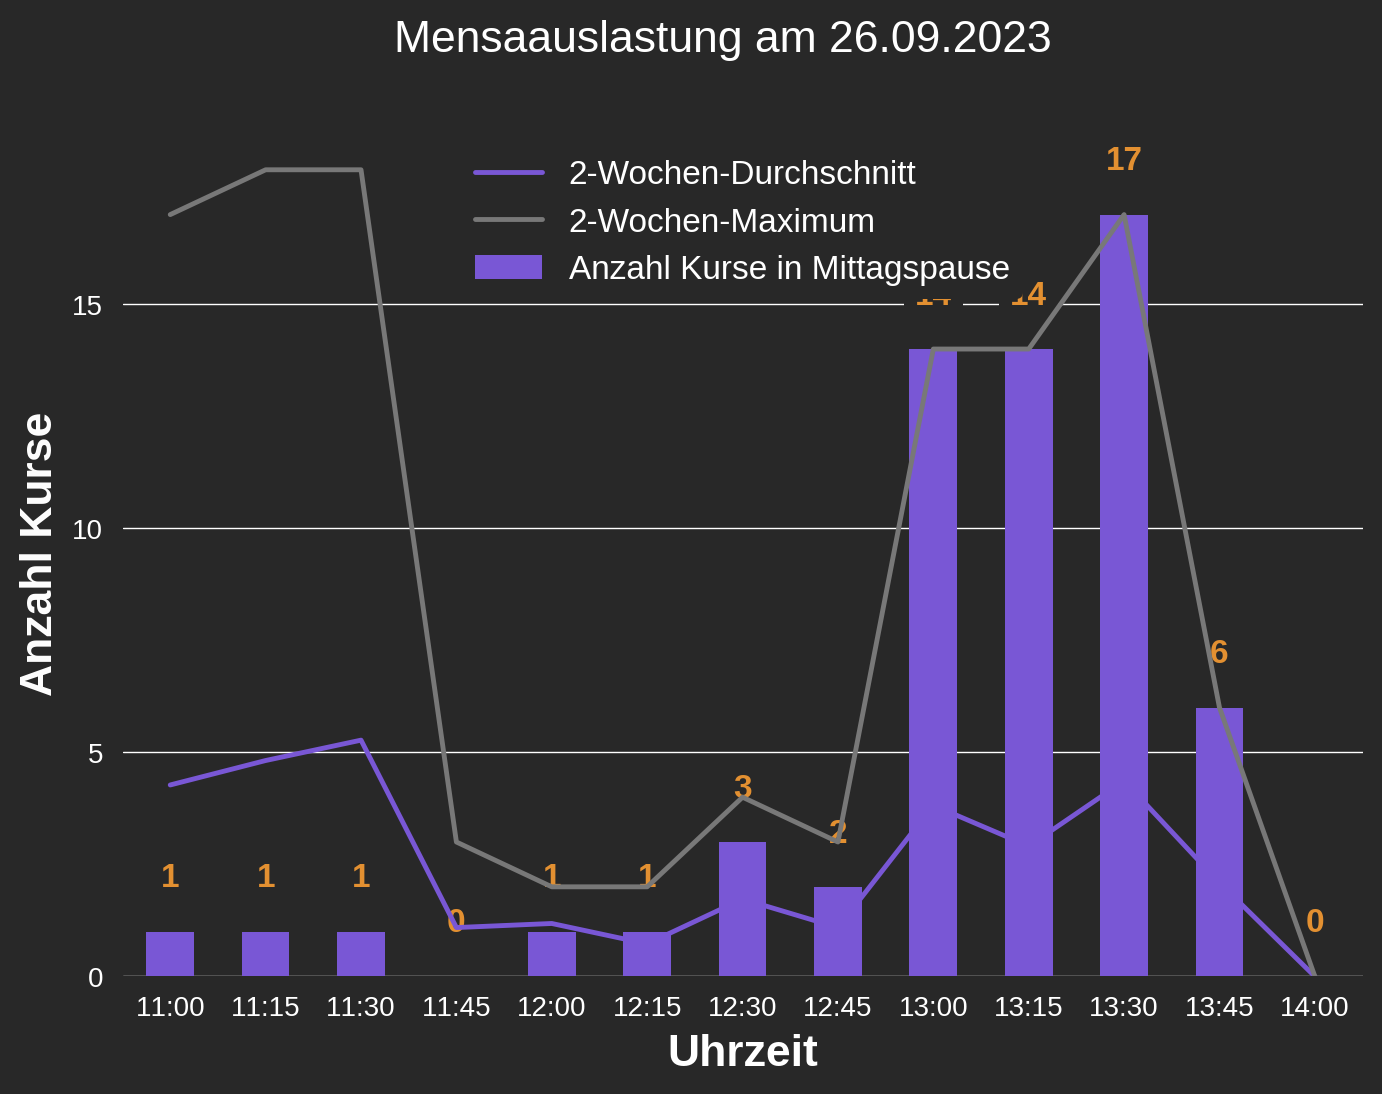 Mensaauslastung am 26.09.2023
2-Wochen-Durchschnitt
2-Wochen-Maximum
Anzahl Kurse in Mittagspause
17
14
15
10
5
0
Anzahl Kurse
6
3
2
1
1
1
0
1
1
0
11:00 11:15 11:30 11:45 12:00 12:15 12:30 12:45 13:00 13:15 13:30 13:45 14:00
Uhrzeit